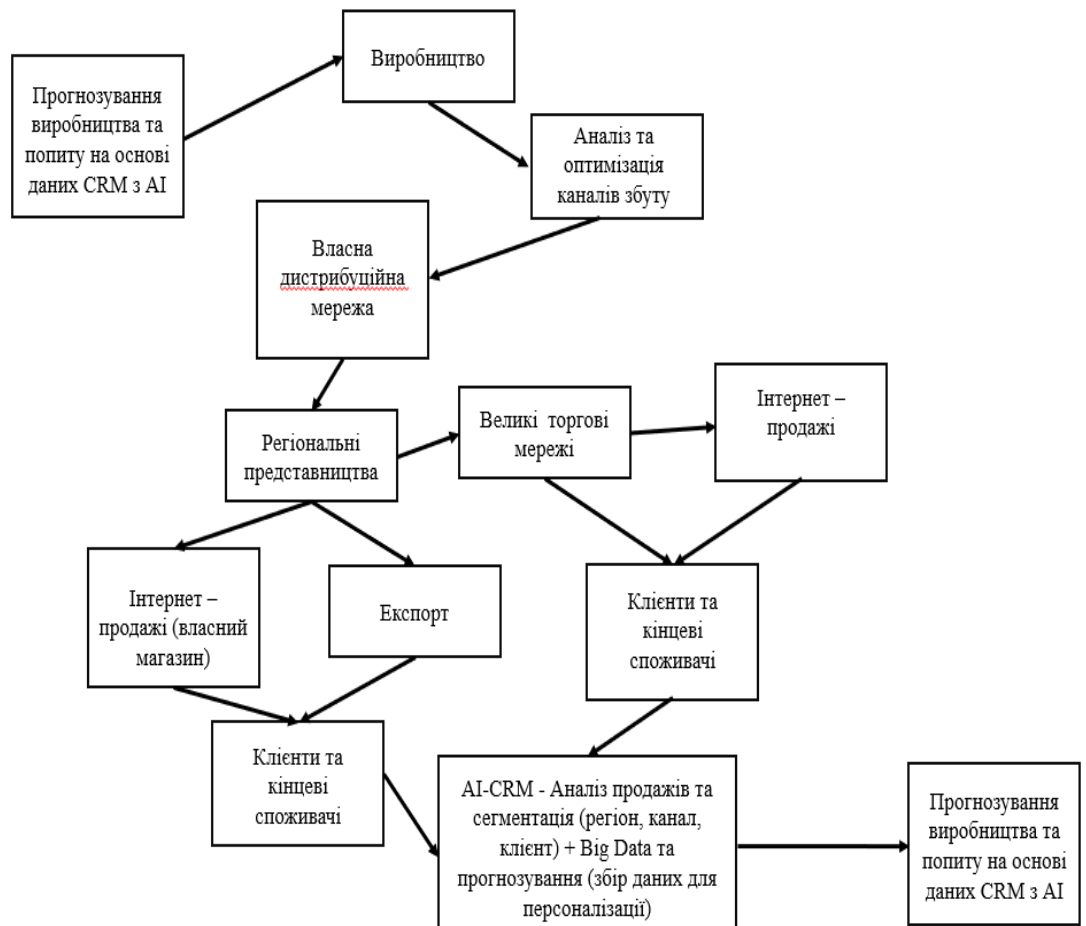 Виробництво
Прогнозування
виробництва та
попиту на основі
даних CRM з AI
Аналіз та
оптимізація
каналів збуту
Власна
дистрибуційна
мережа
Регіональні
представництва
Великі торгові
мережі
Інтернет –
продажі
Інтернет –
продажі (власний
магазин)
Експорт
Клієнти та
кінцеві
споживачі
Клієнти та
кінцеві
споживачі
AI-CRM - Аналіз продажів та
сегментація (регіон, канал,
клієнт) + Big Data та
прогнозування (збір даних для
персоналізації)
Прогнозування
виробництва та
попиту на основі
даних CRM з AI